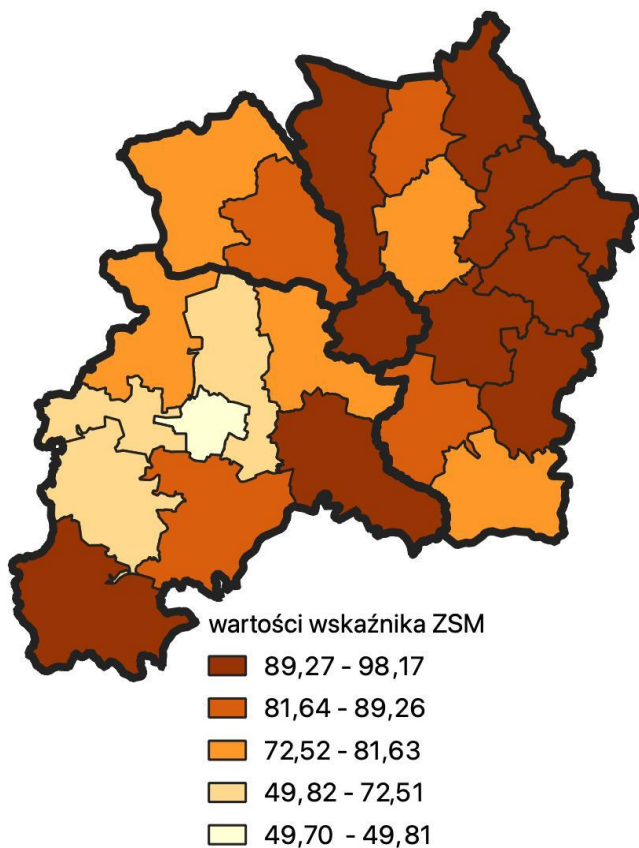 wartości wskaźnika ZSM
89,27 - 98,17
81,64 - 89,26
72,52 - 81,63
49,82 - 72,51
49,70 - 49,81